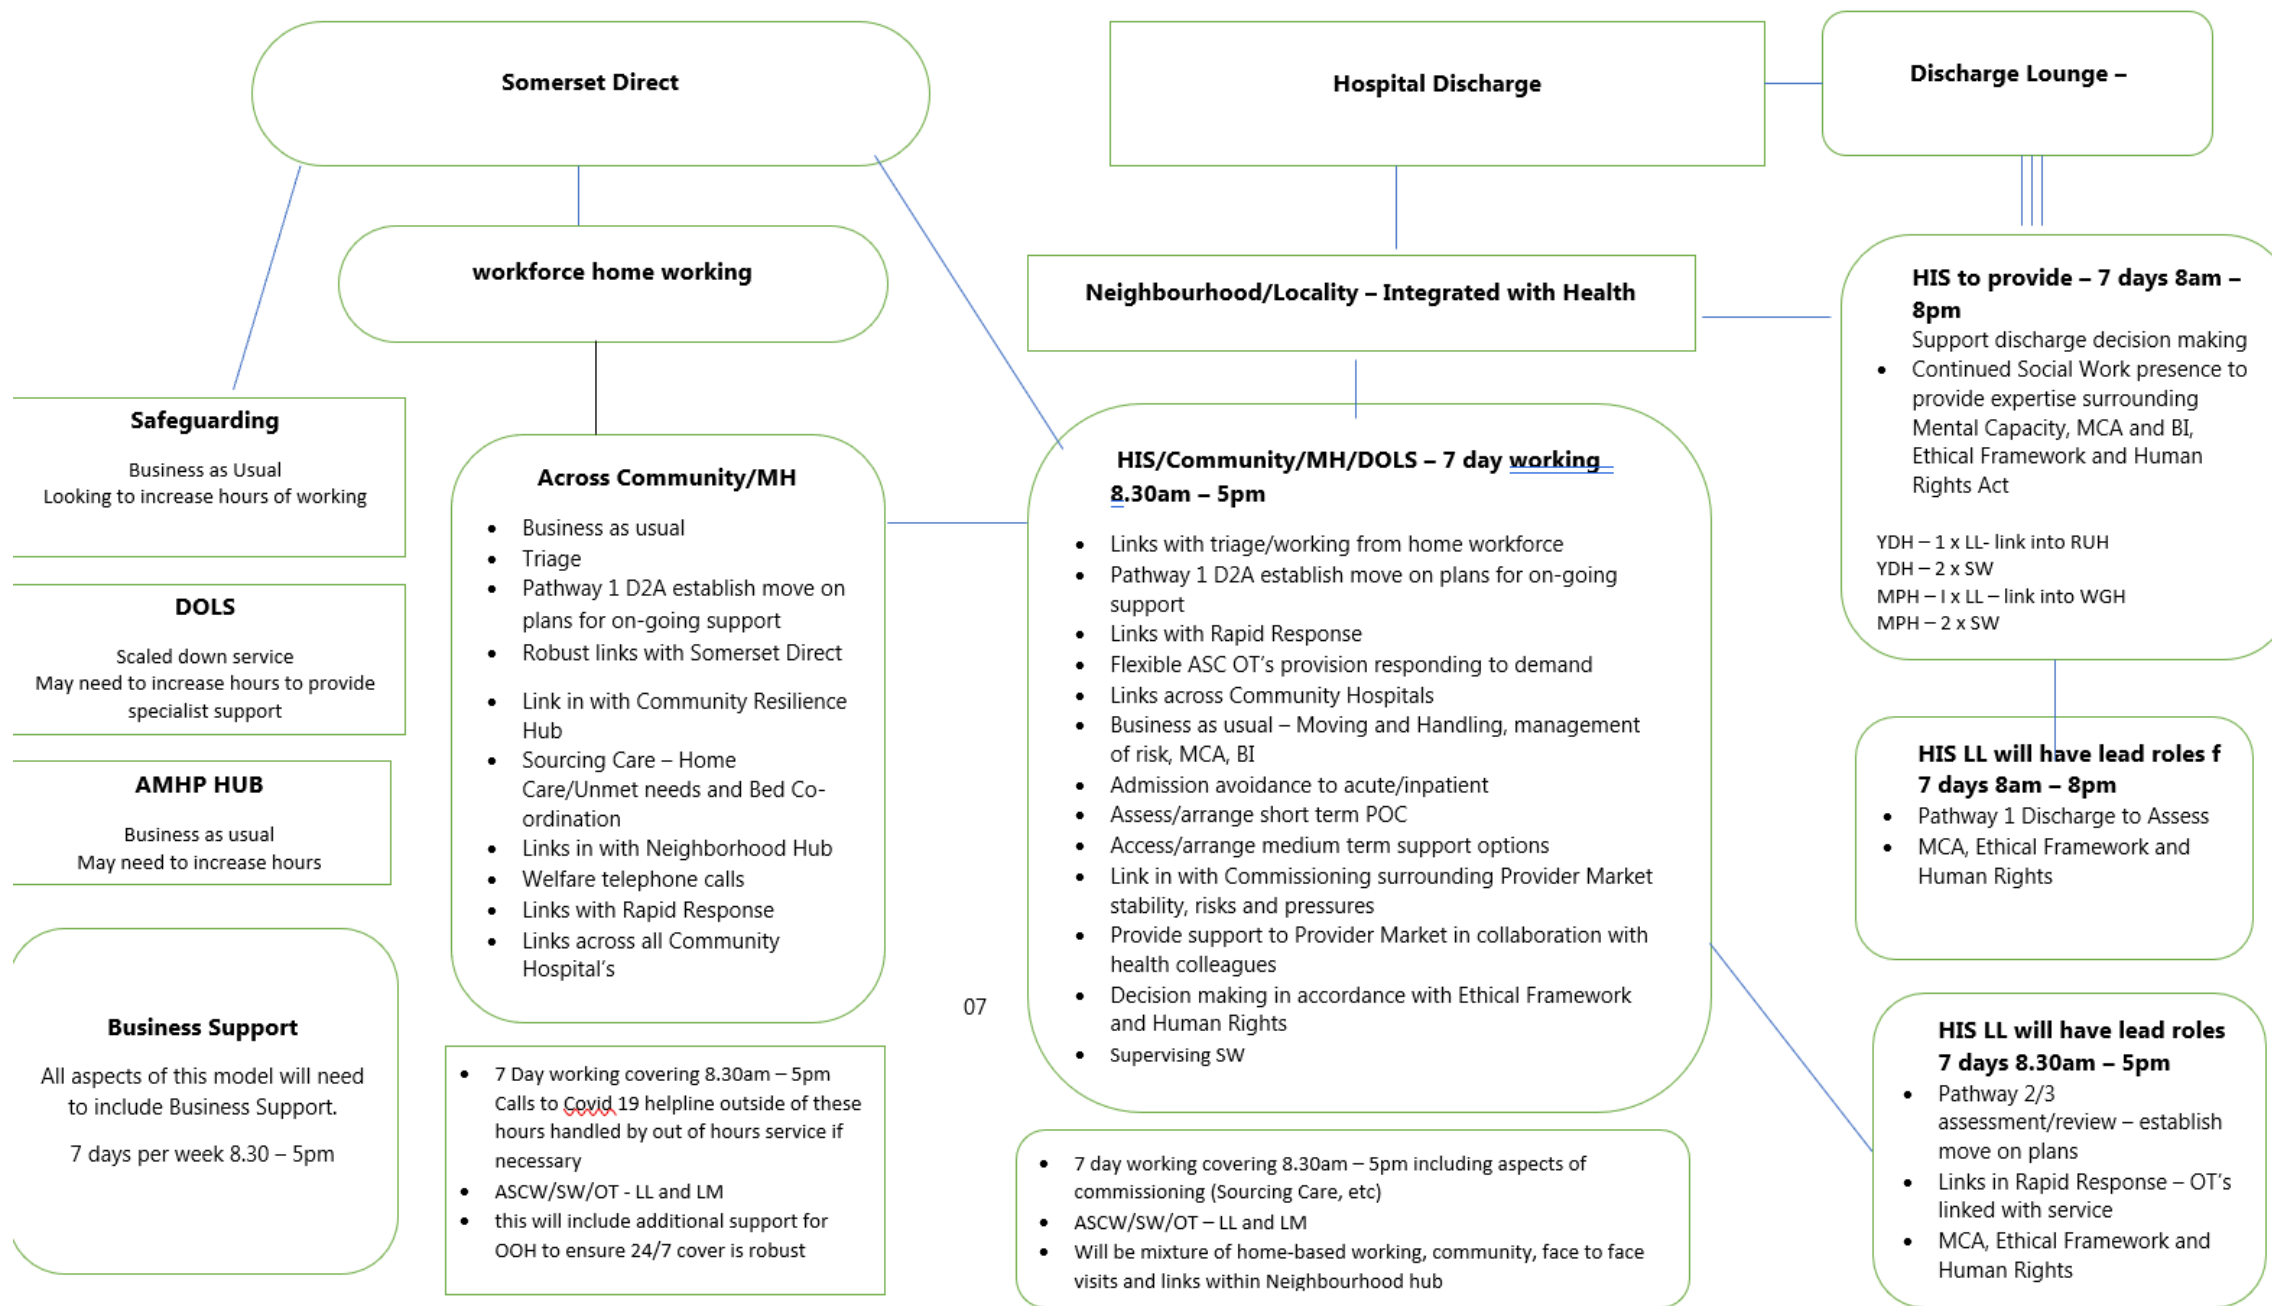 Somerset Direct
Hospital Discharge
Discharge Lounge –
workforce home working
Neighbourhood/Locality – Integrated with Health
HIS to provide – 7 days 8am –
8pm
Support discharge decision making
• Continued Social Work presence to
provide expertise surrounding
Mental Capacity, MCA and BI,
Ethical Framework and Human
Rights Act
YDH – 1 x LL- link into RUH
YDH – 2 x SW
MPH – I x LL – link into WGH
MPH – 2 x SW
Safeguarding
Business as Usual
Looking to increase hours of working
DOLS
Scaled down service
May need to increase hours to provide
specialist support
AMHP HUB
Business as usual
May need to increase hours
Business Support
All aspects of this model will need
to include Business Support.
7 days per week 8.30 – 5pm
Across Community/MH
• Business as usual
• Triage
• Pathway 1 D2A establish move on
plans for on-going support
• Robust links with Somerset Direct
• Link in with Community Resilience
Hub
• Sourcing Care – Home
Care/Unmet needs and Bed Co-
ordination
• Links in with Neighborhood Hub
• Welfare telephone calls
• Links with Rapid Response
• Links across all Community
Hospital's
• 7 Day working covering 8.30am – 5pm
Calls to Covid 19 helpline outside of these
hours handled by out of hours service if
necessary
• ASCW/SW/OT - LL and LM
• this will include additional support for
OOH to ensure 24/7 cover is robust
07
HIS/Community/MH/DOLS – 7 day working
8.30am – 5pm
• Links with triage/working from home workforce
• Pathway 1 D2A establish move on plans for on-going
support
• Links with Rapid Response
• Flexible ASC OT's provision responding to demand
• Links across Community Hospitals
• Business as usual – Moving and Handling, management
of risk, MCA, BI
• Admission avoidance to acute/inpatient
• Assess/arrange short term POC
• Access/arrange medium term support options
• Link in with Commissioning surrounding Provider Market
stability, risks and pressures
• Provide support to Provider Market in collaboration with
health colleagues
• Decision making in accordance with Ethical Framework
and Human Rights
• Supervising SW
• 7 day working covering 8.30am – 5pm including aspects of
commissioning (Sourcing Care, etc)
• ASCW/SW/OT – LL and LM
• Will be mixture of home-based working, community, face to face
visits and links within Neighbourhood hub
HIS LL will have lead roles f
7 days 8am – 8pm
• Pathway 1 Discharge to Assess
• MCA, Ethical Framework and
Human Rights
HIS LL will have lead roles
7 days 8.30am – 5pm
• Pathway 2/3
assessment/review – establish
move on plans
• Links in Rapid Response – OT's
linked with service
• MCA, Ethical Framework and
Human Rights